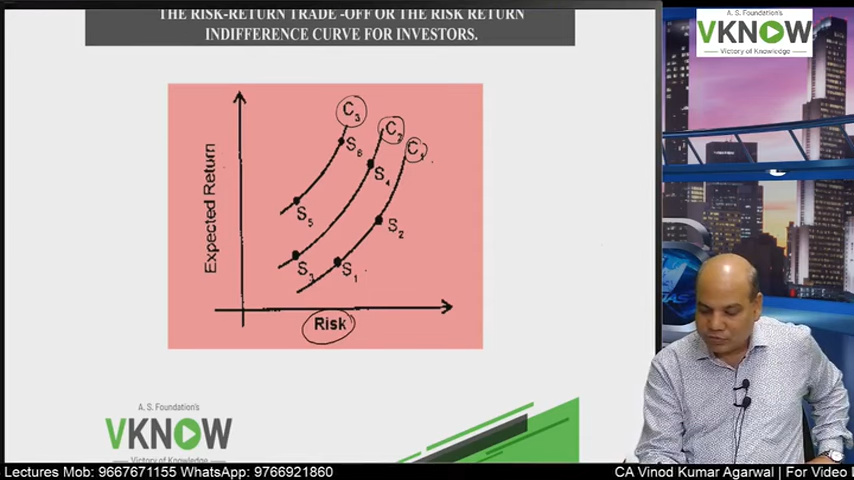 THE RISK-RETURN TRADE -OFF OR THE RISK RETURN
INDIFFERENCE CURVE FOR INVESTORS.
A. S. Foundation's
VKNOW
Victory of Knowledge
Expected Return
C3
C2
C1
S6
S4
S5
S2
S3
S1
Risk
A. S. Foundation's
VKNOW
Victory of Knowledge
Lectures Mob: 9667671155 WhatsApp: 9766921860
CA Vinod Kumar Agarwal | For Video L